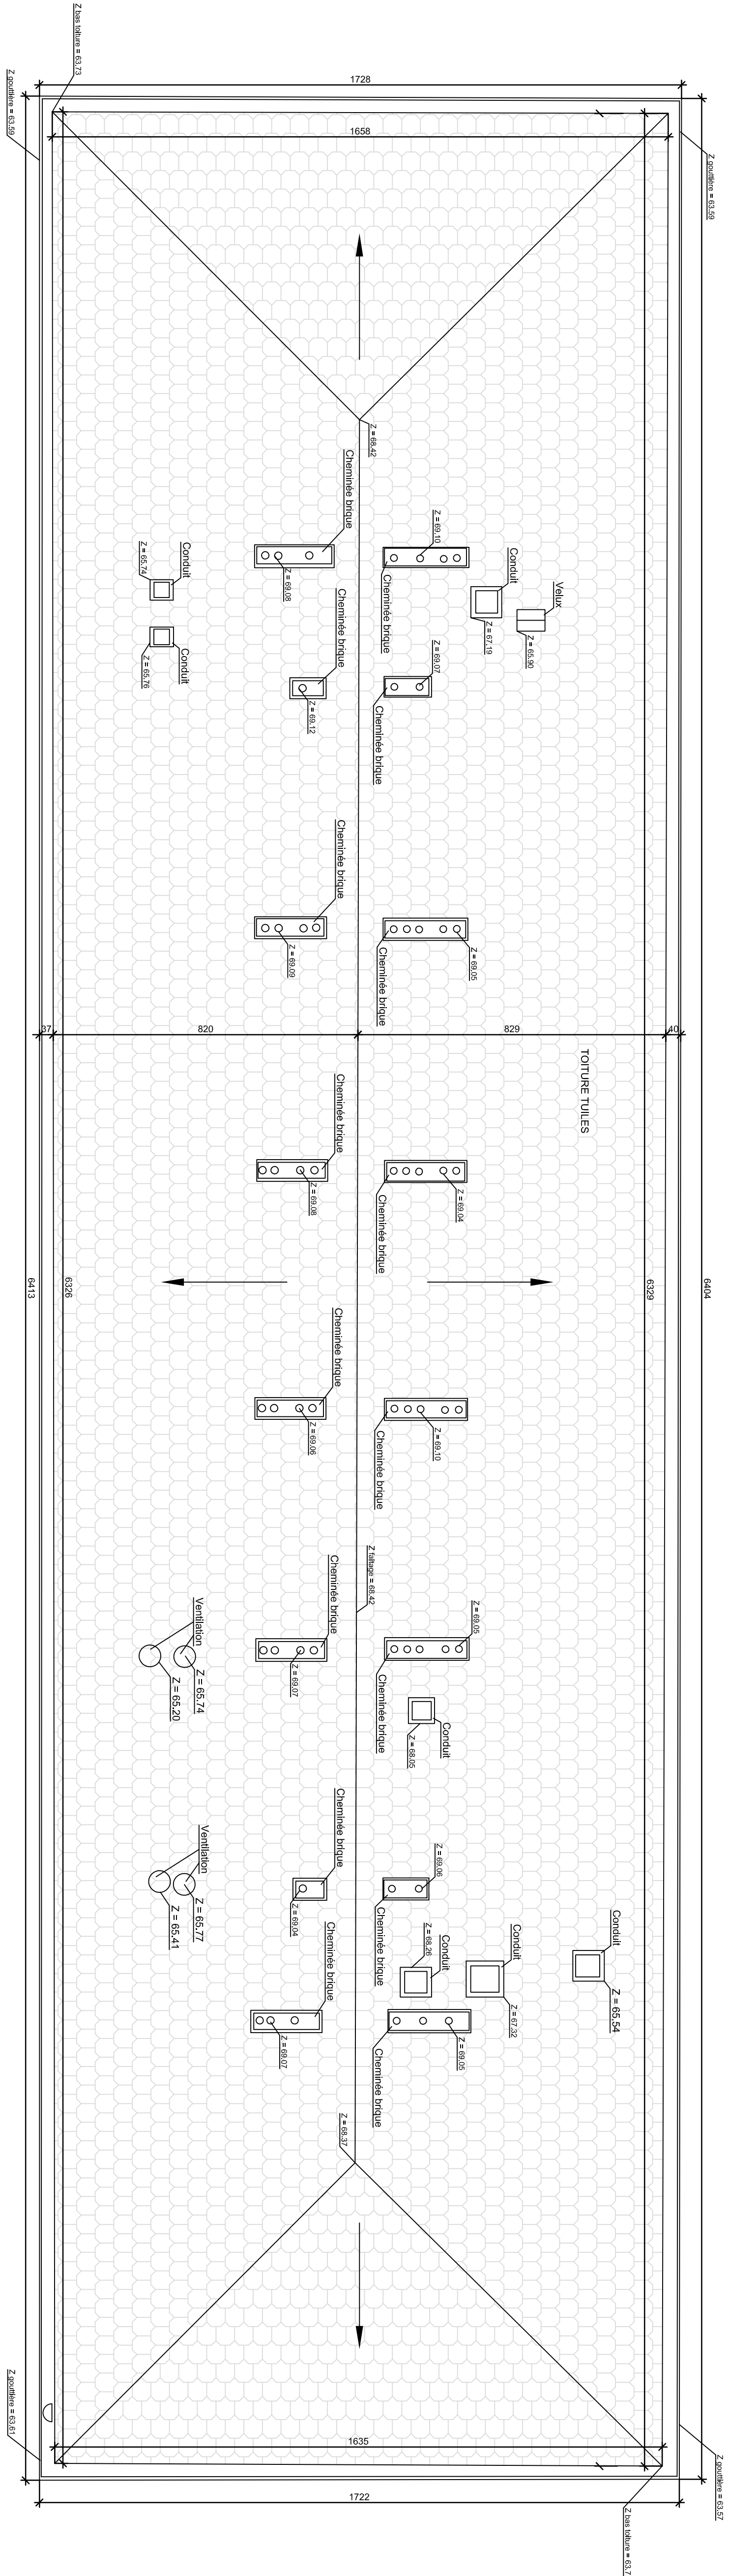 Z bas toiture = 63.73
Z gouttière = 63.59
1728
Z gouttière = 63.59
1658
Z = 68.42
Cheminée brique
Z = 69.08
Z = 69.10
Cheminée brique
Conduit
Z = 67.19
Velux
Z = 65.90
Conduit
Z = 65.74
Conduit
Z = 65.76
Cheminée brique
Z = 69.12
Z = 69.07
Cheminée brique
Cheminée brique
Z = 69.09
Z = 69.05
Cheminée brique
37
820
829
40
TOITURE TUILES
Cheminée brique
Z = 69.08
Z = 69.04
Cheminée brique
6413
6326
6329
6404
Cheminée brique
Z = 69.06
Z = 69.10
Cheminée brique
Z faîtage = 68.42
Cheminée brique
Z = 69.07
Z = 69.05
Cheminée brique
Ventilation
Z = 65.74
Z = 65.20
Conduit
Z = 68.05
Cheminée brique
Z = 69.04
Z = 69.06
Cheminée brique
Ventilation
Z = 65.77
Z = 65.41
Conduit
Z = 68.26
Conduit
Z = 67.32
Conduit
Z = 65.54
Cheminée brique
Z = 69.07
Z = 69.05
Cheminée brique
Z = 68.37
Z gouttière = 63.61
1635
1722
Z gouttière = 63.57
Z bas toiture = 63.7